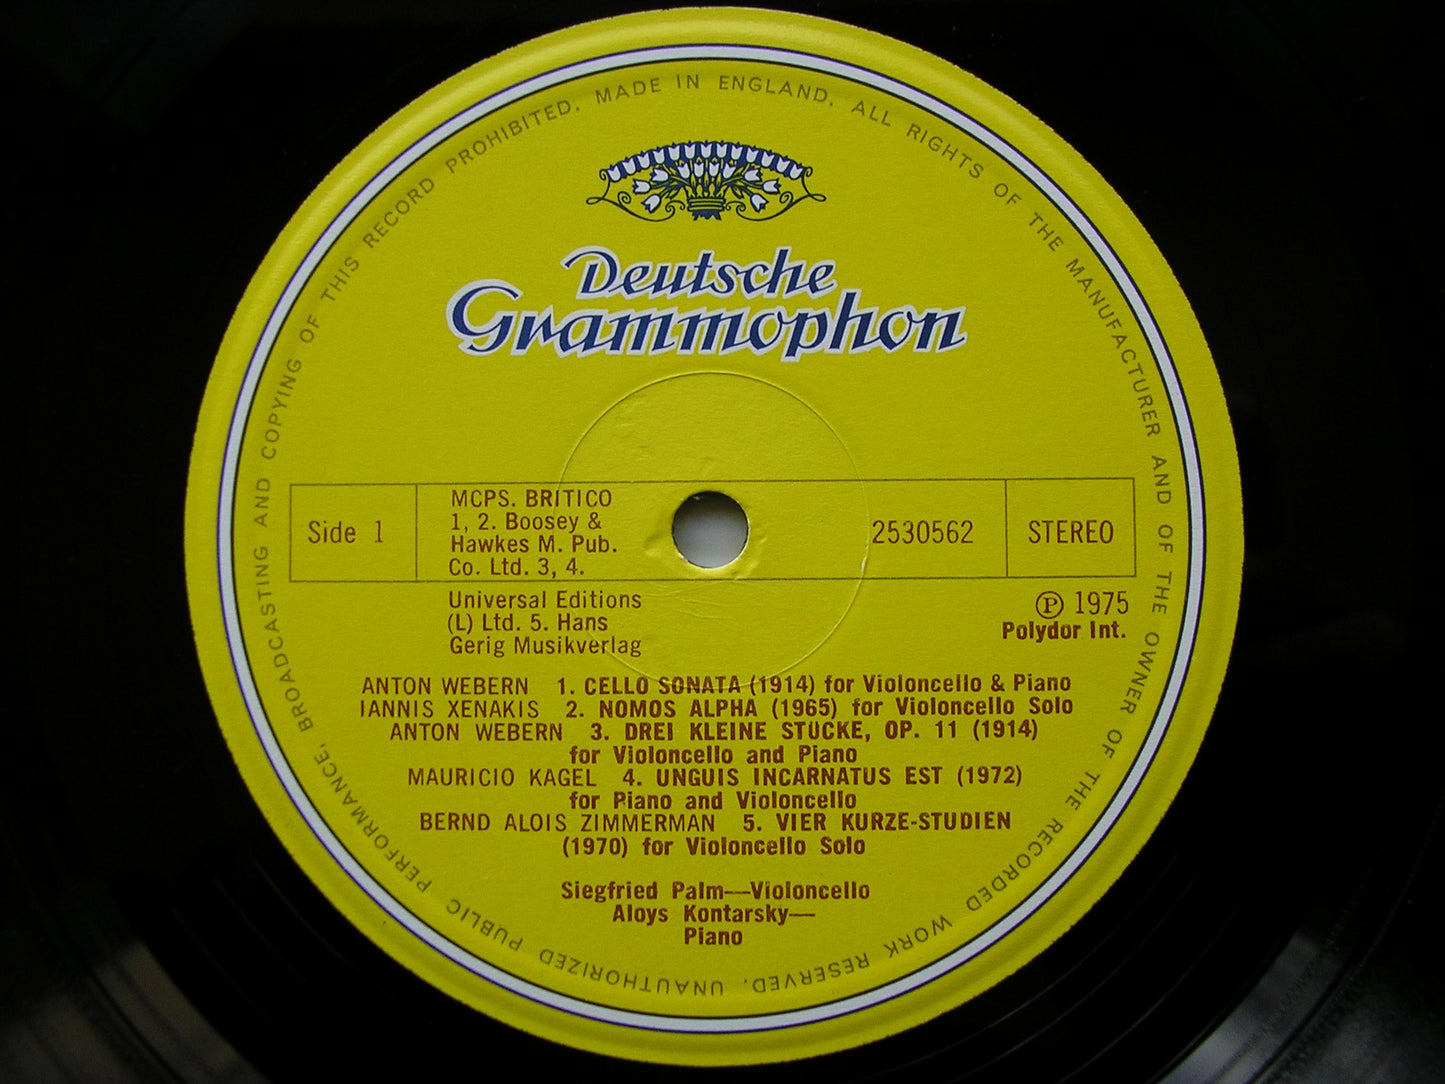 MADE IN ENGLAND. ALL RIGHTS OF THE MANUFACTURER AND OF THE OWNER OF THE RECORDED WORK RESERVED. UNAUTHORIZED PUBLIC PERFORMANCE, BROADCASTING AND COPYING OF THIS RECORD PROHIBITED.
Deutsche
Grammophon
Side 1
MCPS. BRITICO
1, 2. Boosey &
Hawkes M. Pub.
Co. Ltd. 3, 4.
Universal Editions
(L) Ltd. 5. Hans
Gerig Musikverlag
2530562
STEREO
℗ 1975
Polydor Int.
ANTON WEBERN 1. CELLO SONATA (1914) for Violoncello & Piano
IANNIS XENAKIS 2. NOMOS ALPHA (1965) for Violoncello Solo
ANTON WEBERN 3. DREI KLEINE STÜCKE, OP. 11 (1914)
for Violoncello and Piano
MAURICIO KAGEL 4. UNGUIS INCARNATUS EST (1972)
for Piano and Violoncello
BERND ALOIS ZIMMERMAN 5. VIER KURZE-STUDIEN
(1970) for Violoncello Solo
Siegfried Palm—Violoncello
Aloys Kontarsky—
Piano